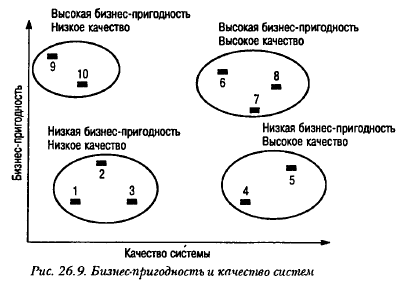 Высокая бизнес-пригодность
Низкое качество
Высокая бизнес-пригодность
Высокое качество
9
10
6
8
7
Низкая бизнес-пригодность
Низкое качество
Низкая бизнес-пригодность
Высокое качество
2
1
3
5
4
Бизнес-пригодность
Качество системы
Рис. 26.9. Бизнес-пригодность и качество систем